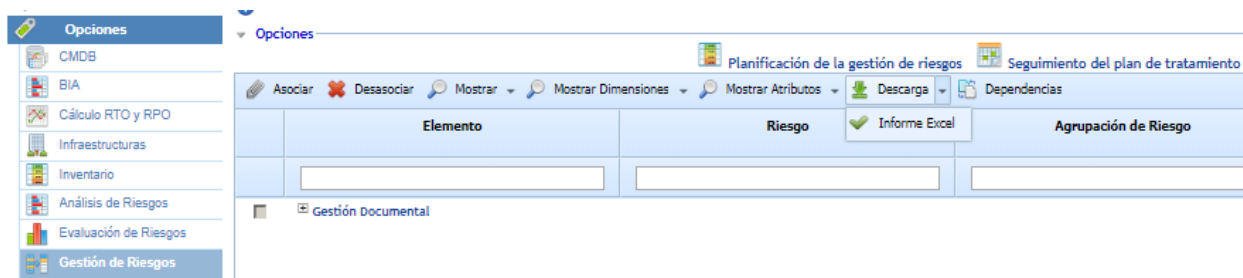 Opciones
CMDB
BIA
Cálculo RTO y RPO
Infraestructuras
Inventario
Análisis de Riesgos
Evaluación de Riesgos
Gestión de Riesgos
Opciones
Planificación de la gestión de riesgos Seguimiento del plan de tratamiento
Asociar Desasociar Mostrar Mostrar Dimensiones Mostrar Atributos Descarga Dependencias
Informe Excel
Elemento Riesgo Agrupación de Riesgo
Gestión Documental